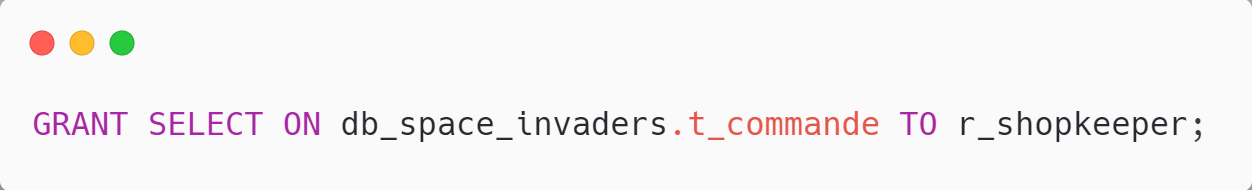 GRANT SELECT ON db_space_invaders.t_commande TO r_shopkeeper;